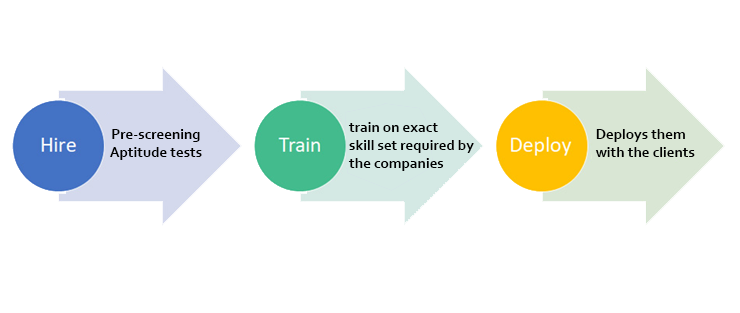 Hire
Pre-screening
Aptitude tests
Train
train on exact
skill set required by
the companies
Deploy
Deploys them
with the clients